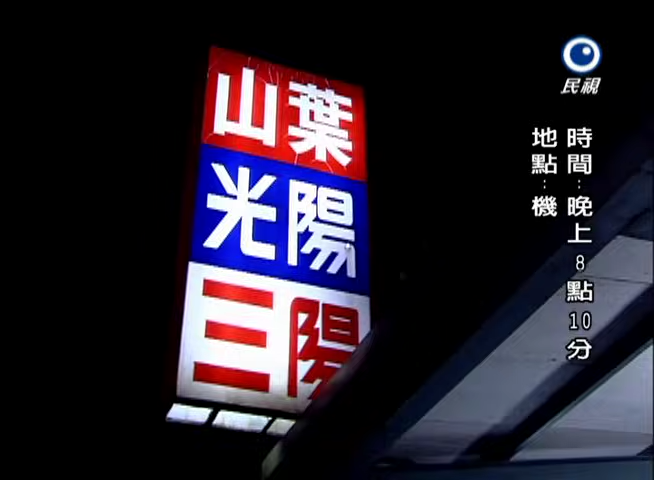 山葉
光陽
三陽
民視
時間：晚上8點10分
地點：機